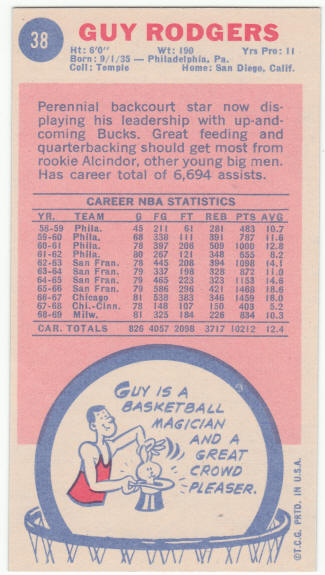 38
GUY RODGERS
Ht: 6'0" Wt: 190 Yrs Pro: 11
Born: 9/1/35 — Philadelphia, Pa.
Coll: Temple Home: San Diego, Calif.
Perennial backcourt star now dis-
playing his leadership with up-and-
coming Bucks. Great feeding and
quarterbacking should get most from
rookie Alcindor, other young big men.
Has career total of 6,694 assists.
CAREER NBA STATISTICS
YR. TEAM G FG FT REB PTS AVG
58-59 Phila. 45 211 61 281 483 10.7
59-60 Phila. 68 338 111 391 787 11.6
60-61 Phila. 78 397 206 509 1000 12.8
61-62 Phila. 80 267 121 348 655 8.2
62-63 San Fran. 78 445 208 394 1098 14.1
63-64 San Fran. 79 337 198 328 872 11.0
64-65 San Fran. 79 465 223 323 1153 14.6
65-66 San Fran. 79 586 296 421 1468 18.6
66-67 Chicago 81 538 383 346 1459 18.0
67-68 Chi.-Cinn. 78 148 107 150 403 5.2
68-69 Milw. 81 325 184 226 834 10.3
CAR. TOTALS 826 4057 2098 3717 10212 12.4
GUY IS A
BASKETBALL
MAGICIAN
AND A
GREAT
CROWD
PLEASER.
©T.C.G. PRTD. IN U.S.A.